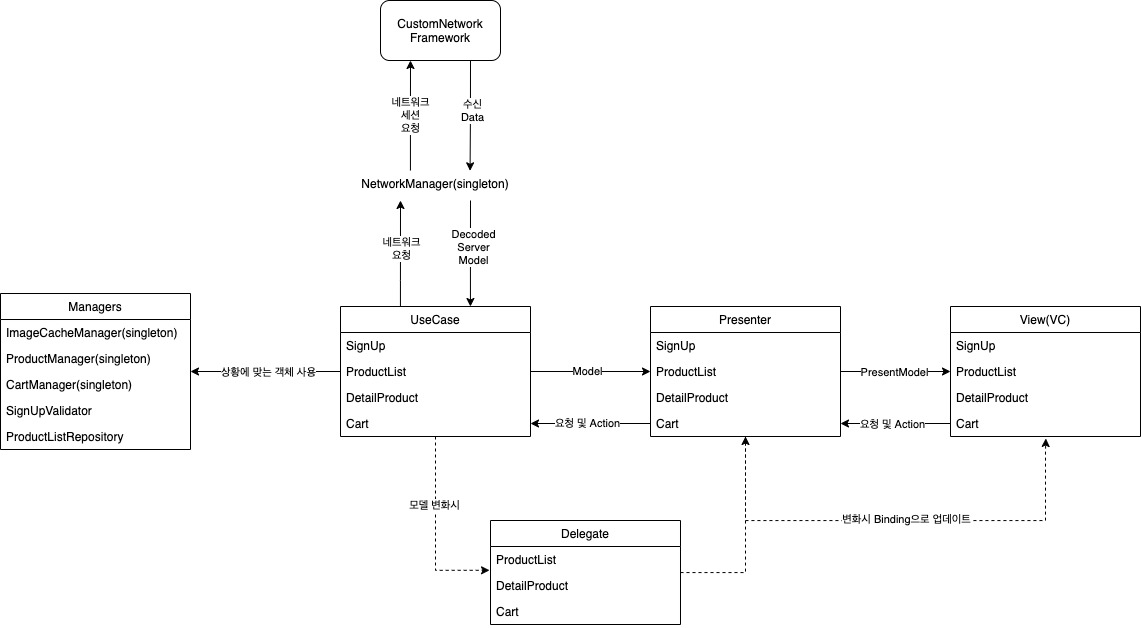 CustomNetwork
Framework
네트워크
세션
요청
수신
Data
NetworkManager(singleton)
네트워크
요청
Decoded
Server
Model
Managers
ImageCacheManager(singleton)
ProductManager(singleton)
CartManager(singleton)
SignUpValidator
ProductListRepository
상황에 맞는 객체 사용
UseCase
SignUp
ProductList
DetailProduct
Cart
Model
요청 및 Action
Presenter
SignUp
ProductList
DetailProduct
Cart
PresentModel
요청 및 Action
View(VC)
SignUp
ProductList
DetailProduct
Cart
모델 변화시
Delegate
ProductList
DetailProduct
Cart
변화시 Binding으로 업데이트